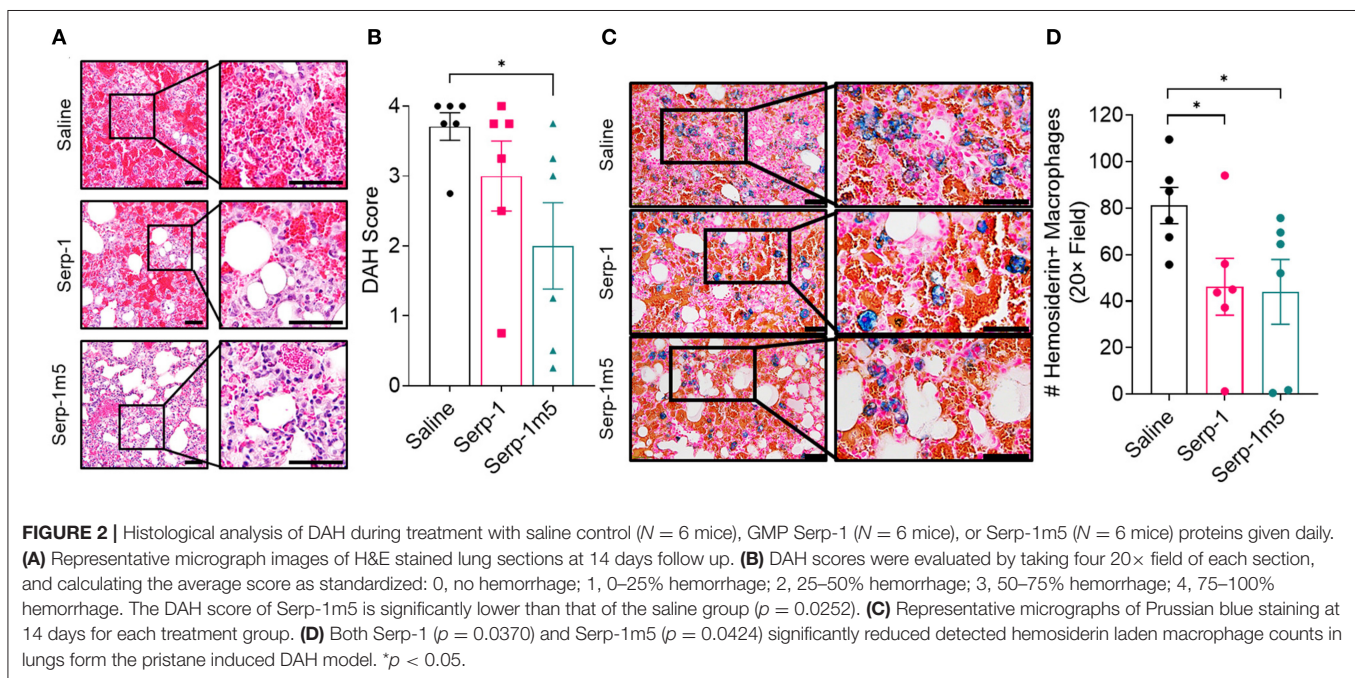 A
B
C
D
Saline
Serp-1
Serp-1m5
*
DAH Score
4
3
2
1
0
Saline
Serp-1
Serp-1m5
Saline
Serp-1
Serp-1m5
*
*
# Hemosiderin+ Macrophages
(20× Field)
120
100
80
60
40
20
0
Saline
Serp-1
Serp-1m5
FIGURE 2 | Histological analysis of DAH during treatment with saline control (N = 6 mice), GMP Serp-1 (N = 6 mice), or Serp-1m5 (N = 6 mice) proteins given daily.
(A) Representative micrograph images of H&E stained lung sections at 14 days follow up. (B) DAH scores were evaluated by taking four 20× field of each section,
and calculating the average score as standardized: 0, no hemorrhage; 1, 0–25% hemorrhage; 2, 25–50% hemorrhage; 3, 50–75% hemorrhage; 4, 75–100%
hemorrhage. The DAH score of Serp-1m5 is significantly lower than that of the saline group (p = 0.0252). (C) Representative micrographs of Prussian blue staining at
14 days for each treatment group. (D) Both Serp-1 (p = 0.0370) and Serp-1m5 (p = 0.0424) significantly reduced detected hemosiderin laden macrophage counts in
lungs form the pristane induced DAH model. *p < 0.05.